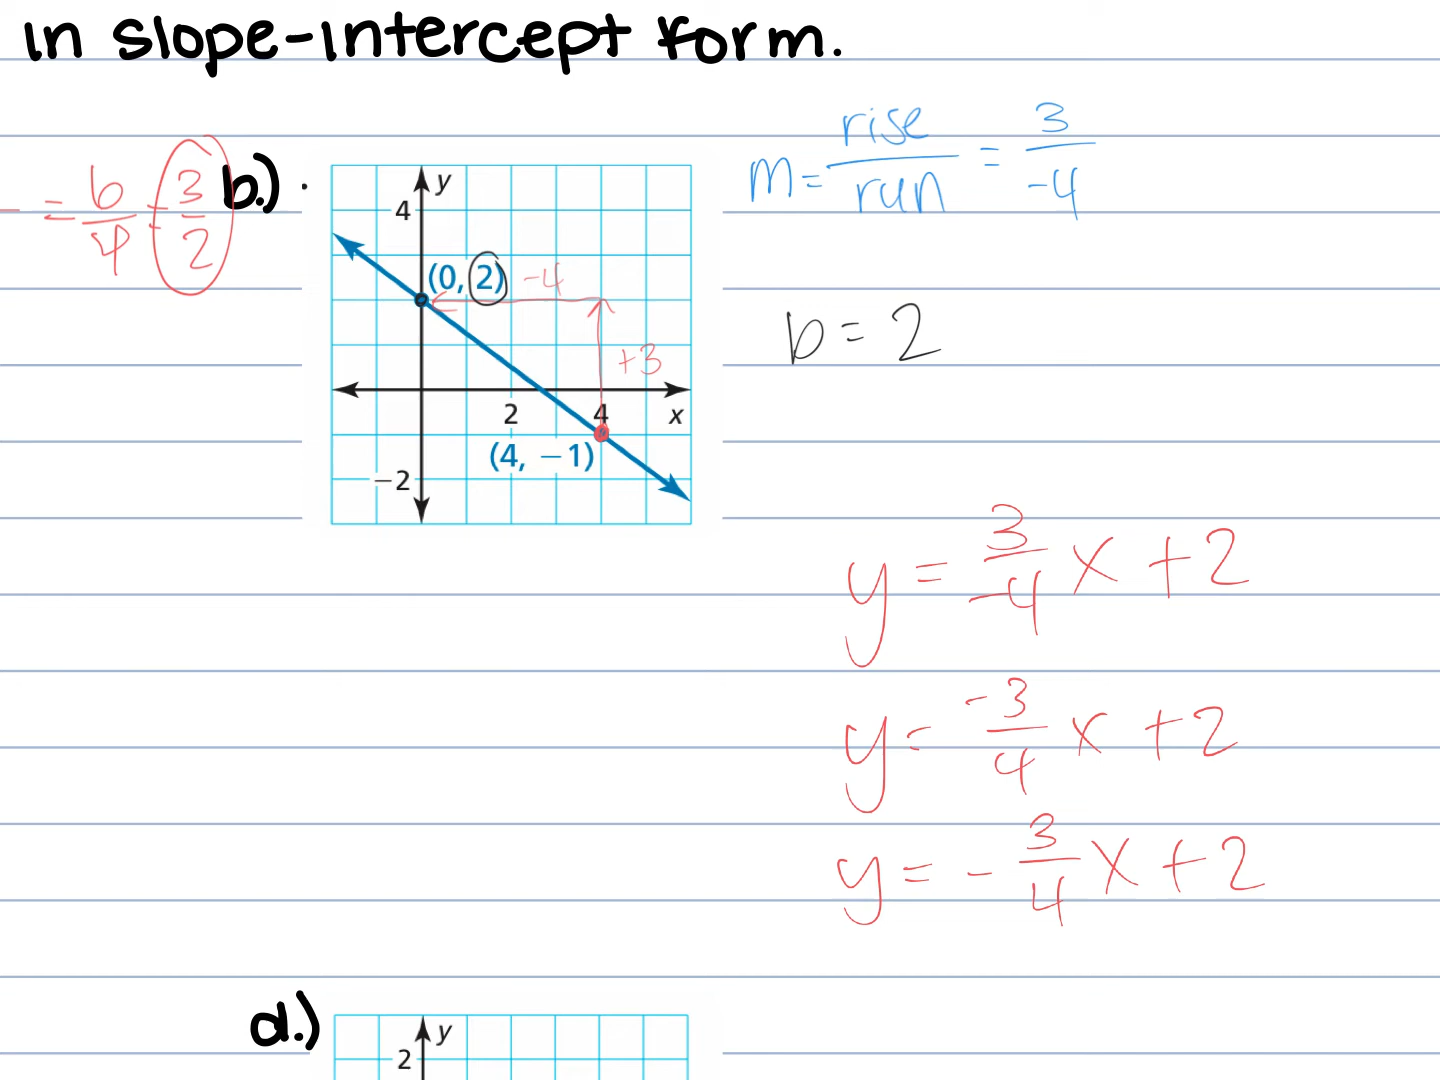 in slope-intercept form.
= 6/4 = 3/2
b.)
y
4
(0, 2) -4
+3
2 4 x
(4, −1)
−2
m = rise/run = 3/-4
b = 2
y = 3/-4 x + 2
y = -3/4 x + 2
y = - 3/4 x + 2
d.)
y
2